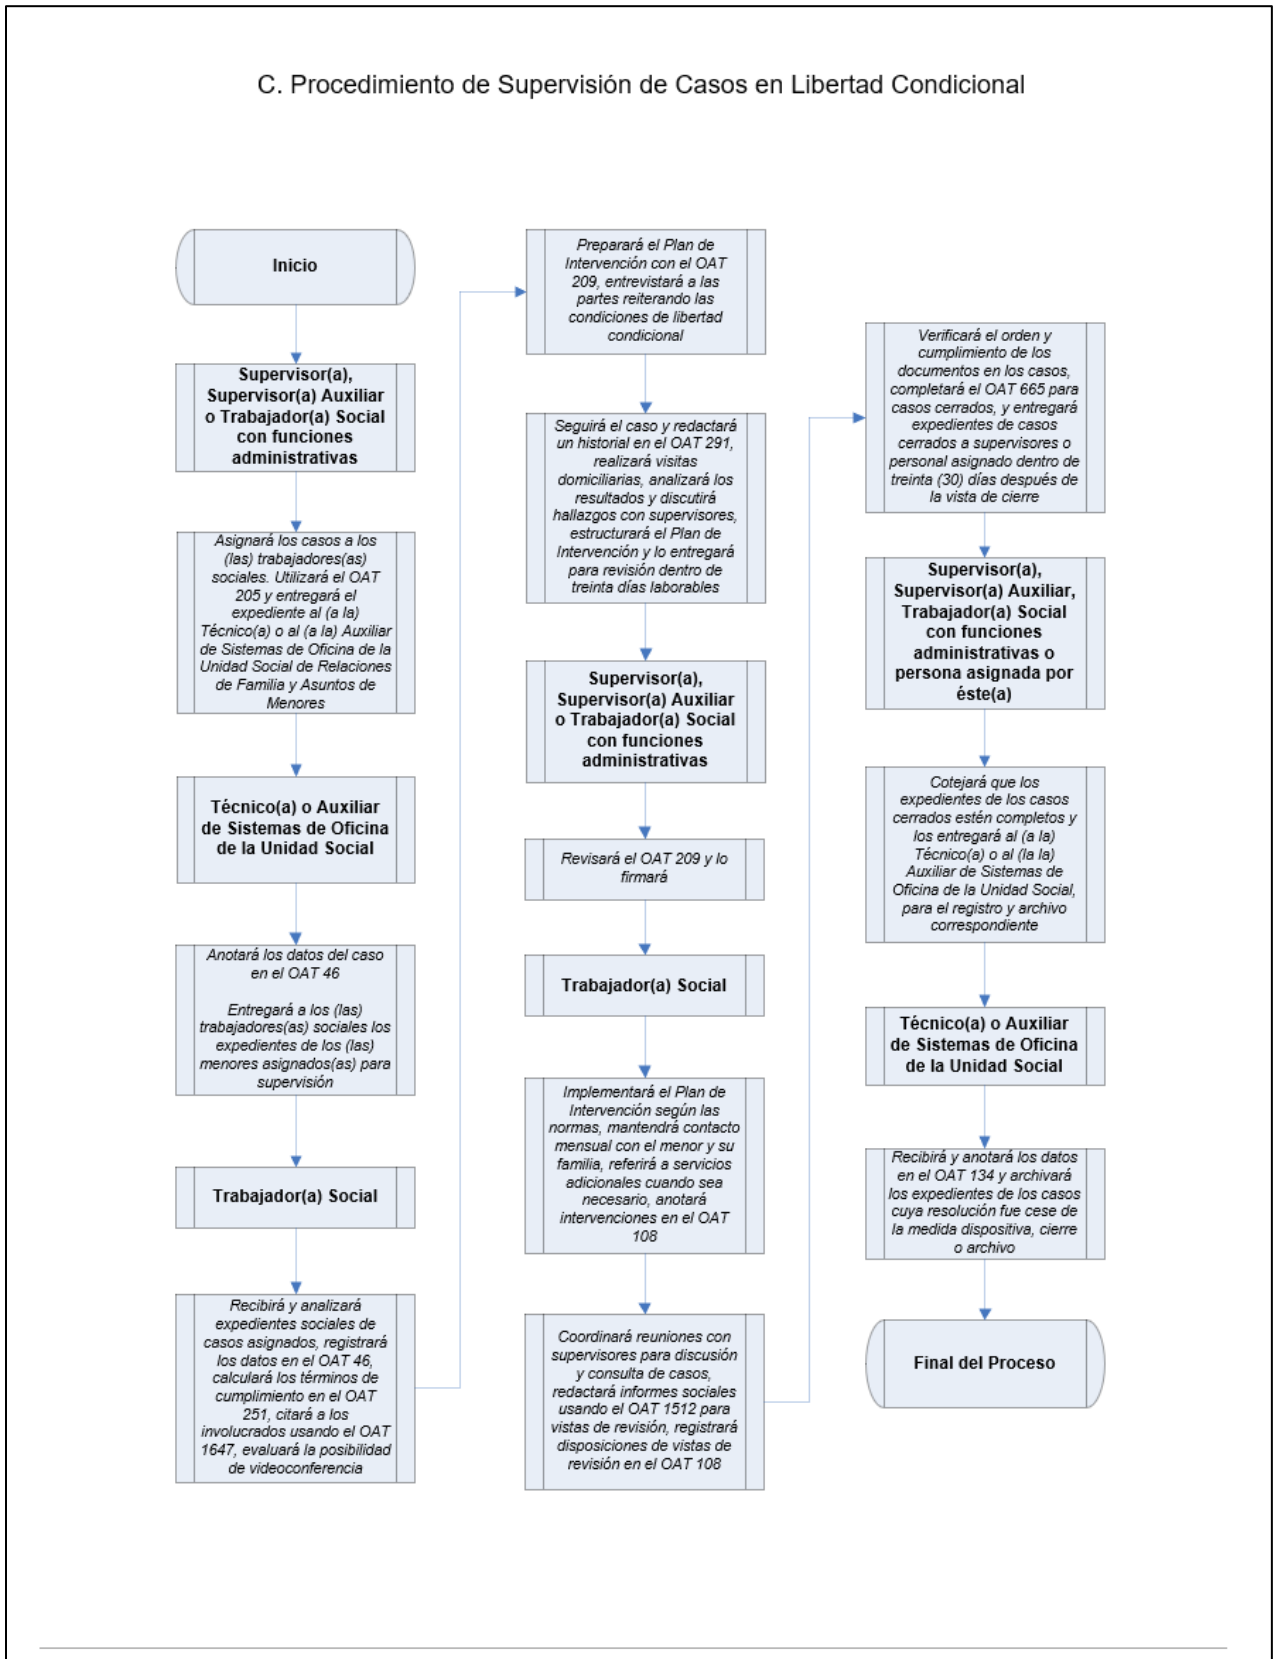 C. Procedimiento de Supervisión de Casos en Libertad Condicional
Inicio
Supervisor(a),
Supervisor(a) Auxiliar
o Trabajador(a) Social
con funciones
administrativas
Asignará los casos a los
(las) trabajadores(as)
sociales. Utilizará el OAT
205 y entregará el
expediente al (a la)
Técnico(a) o al (a la) Auxiliar
de Sistemas de Oficina de la
Unidad Social de Relaciones
de Familia y Asuntos de
Menores
Técnico(a) o Auxiliar
de Sistemas de Oficina
de la Unidad Social
Anotará los datos del caso
en el OAT 46
Entregará a los (las)
trabajadores(as) sociales los
expedientes de los (las)
menores asignados(as) para
supervisión
Trabajador(a) Social
Recibirá y analizará
expedientes sociales de
casos asignados, registrará
los datos en el OAT 46,
calculará los términos de
cumplimiento en el OAT
251, citará a los
involucrados usando el OAT
1647, evaluará la posibilidad
de videoconferencia
Preparará el Plan de
Intervención con el OAT
209, entrevistará a las
partes reiterando las
condiciones de libertad
condicional
Seguirá el caso y redactará
un historial en el OAT 291,
realizará visitas
domiciliarias, analizará los
resultados y discutirá
hallazgos con supervisores,
estructurará el Plan de
Intervención y lo entregará
para revisión dentro de
treinta días laborables
Supervisor(a),
Supervisor(a) Auxiliar
o Trabajador(a) Social
con funciones
administrativas
Revisará el OAT 209 y lo
firmará
Trabajador(a) Social
Implementará el Plan de
Intervención según las
normas, mantendrá contacto
mensual con el menor y su
familia, referirá a servicios
adicionales cuando sea
necesario, anotará
intervenciones en el OAT
108
Coordinará reuniones con
supervisores para discusión
y consulta de casos,
redactará informes sociales
usando el OAT 1512 para
vistas de revisión, registrará
disposiciones de vistas de
revisión en el OAT 108
Verificará el orden y
cumplimiento de los
documentos en los casos,
completará el OAT 665 para
casos cerrados, y entregará
expedientes de casos
cerrados a supervisores o
personal asignado dentro de
treinta (30) días después de
la vista de cierre
Supervisor(a),
Supervisor(a) Auxiliar,
Trabajador(a) Social
con funciones
administrativas o
persona asignada por
éste(a)
Cotejará que los
expedientes de los casos
cerrados estén completos y
los entregará al (a la)
Técnico(a) o al (la la)
Auxiliar de Sistemas de
Oficina de la Unidad Social,
para el registro y archivo
correspondiente
Técnico(a) o Auxiliar
de Sistemas de Oficina
de la Unidad Social
Recibirá y anotará los datos
en el OAT 134 y archivará
los expedientes de los casos
cuya resolución fue cese de
la medida dispositiva, cierre
o archivo
Final del Proceso